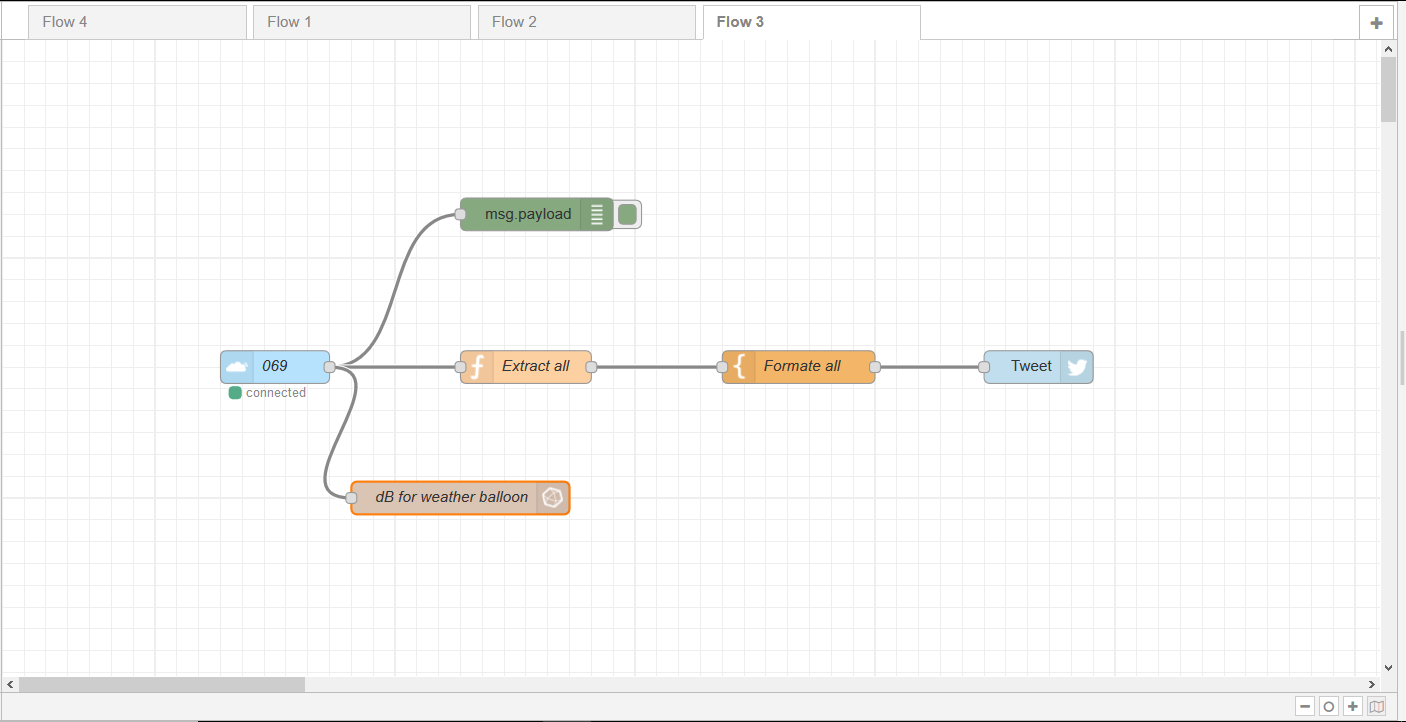 Flow 4
Flow 1
Flow 2
Flow 3
msg.payload
069
Extract all
Formate all
Tweet
connected
dB for weather balloon